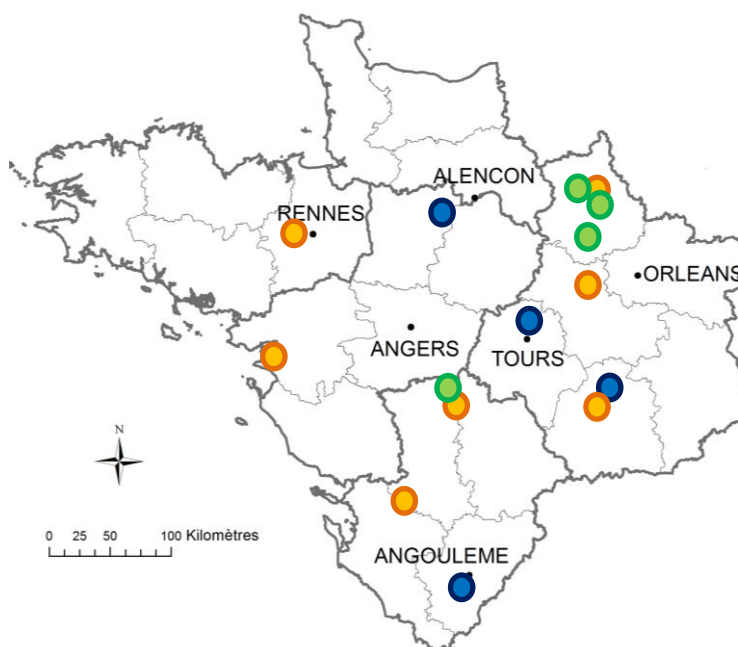 ALENCON
RENNES
ORLEANS
ANGERS
TOURS
N
0 25 50 100 Kilomètres
ANGOULEME